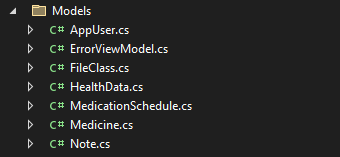 Models
C# AppUser.cs
C# ErrorViewModel.cs
C# FileClass.cs
C# HealthData.cs
C# MedicationSchedule.cs
C# Medicine.cs
C# Note.cs